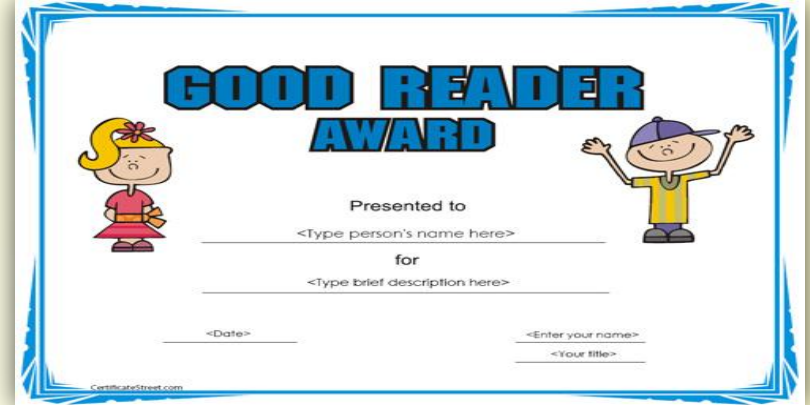 GOOD READER
AWARD
Presented to
<Type person's name here>
for
<Type brief description here>
<Date>
<Enter your name>
<Your title>
CertificateStreet.com